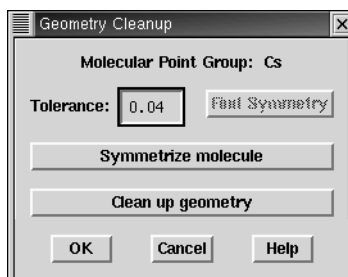 Geometry Cleanup
Molecular Point Group: Cs
Tolerance: 0.04 Find Symmetry
Symmetrize molecule
Clean up geometry
OK Cancel Help